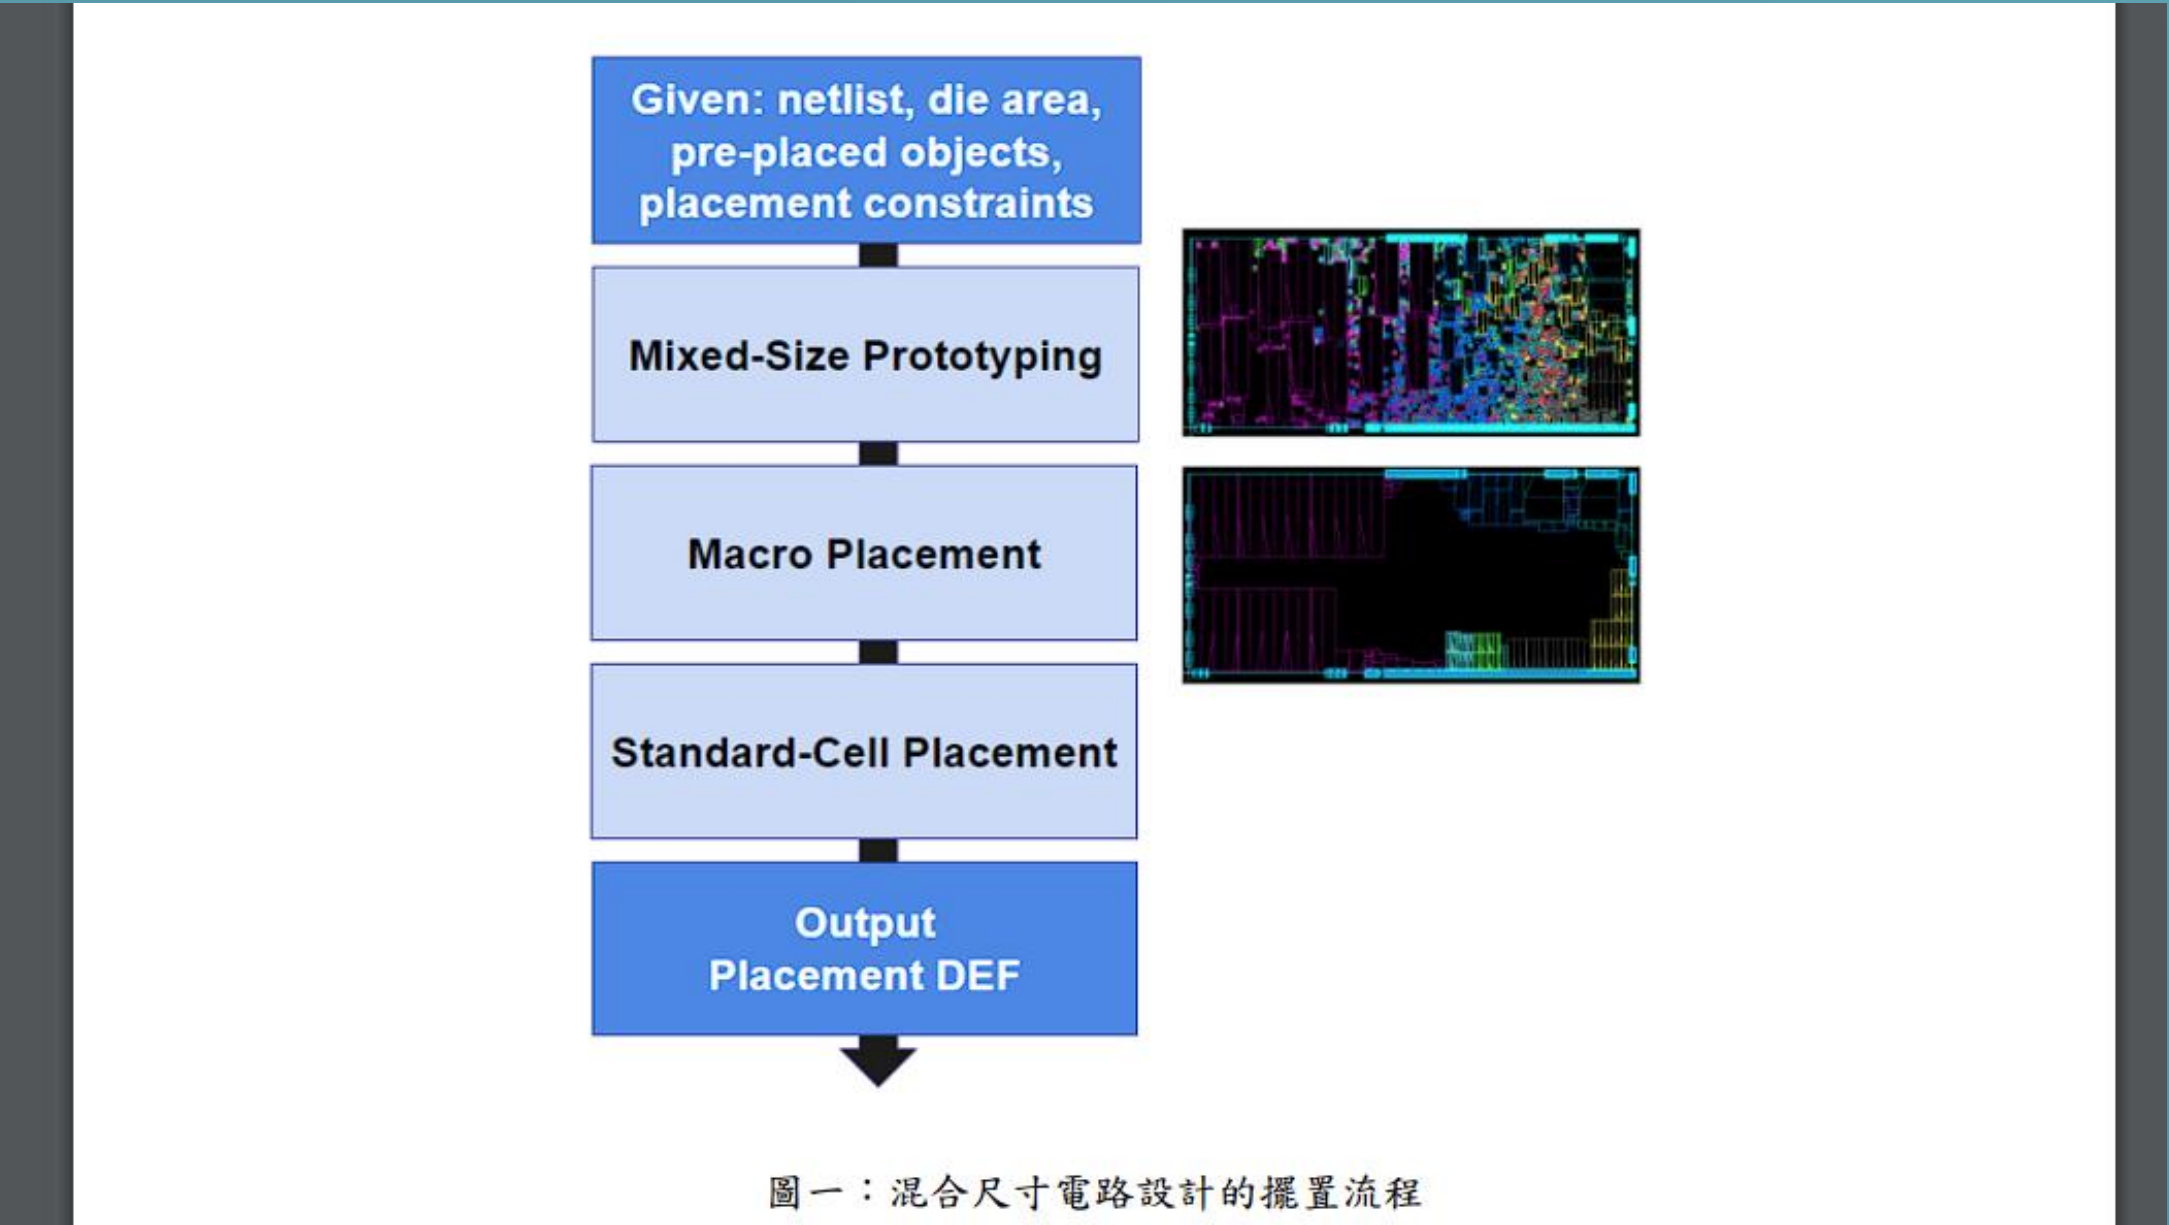 Given: netlist, die area,
pre-placed objects,
placement constraints
Mixed-Size Prototyping
Macro Placement
Standard-Cell Placement
Output
Placement DEF
圖一：混合尺寸電路設計的擺置流程